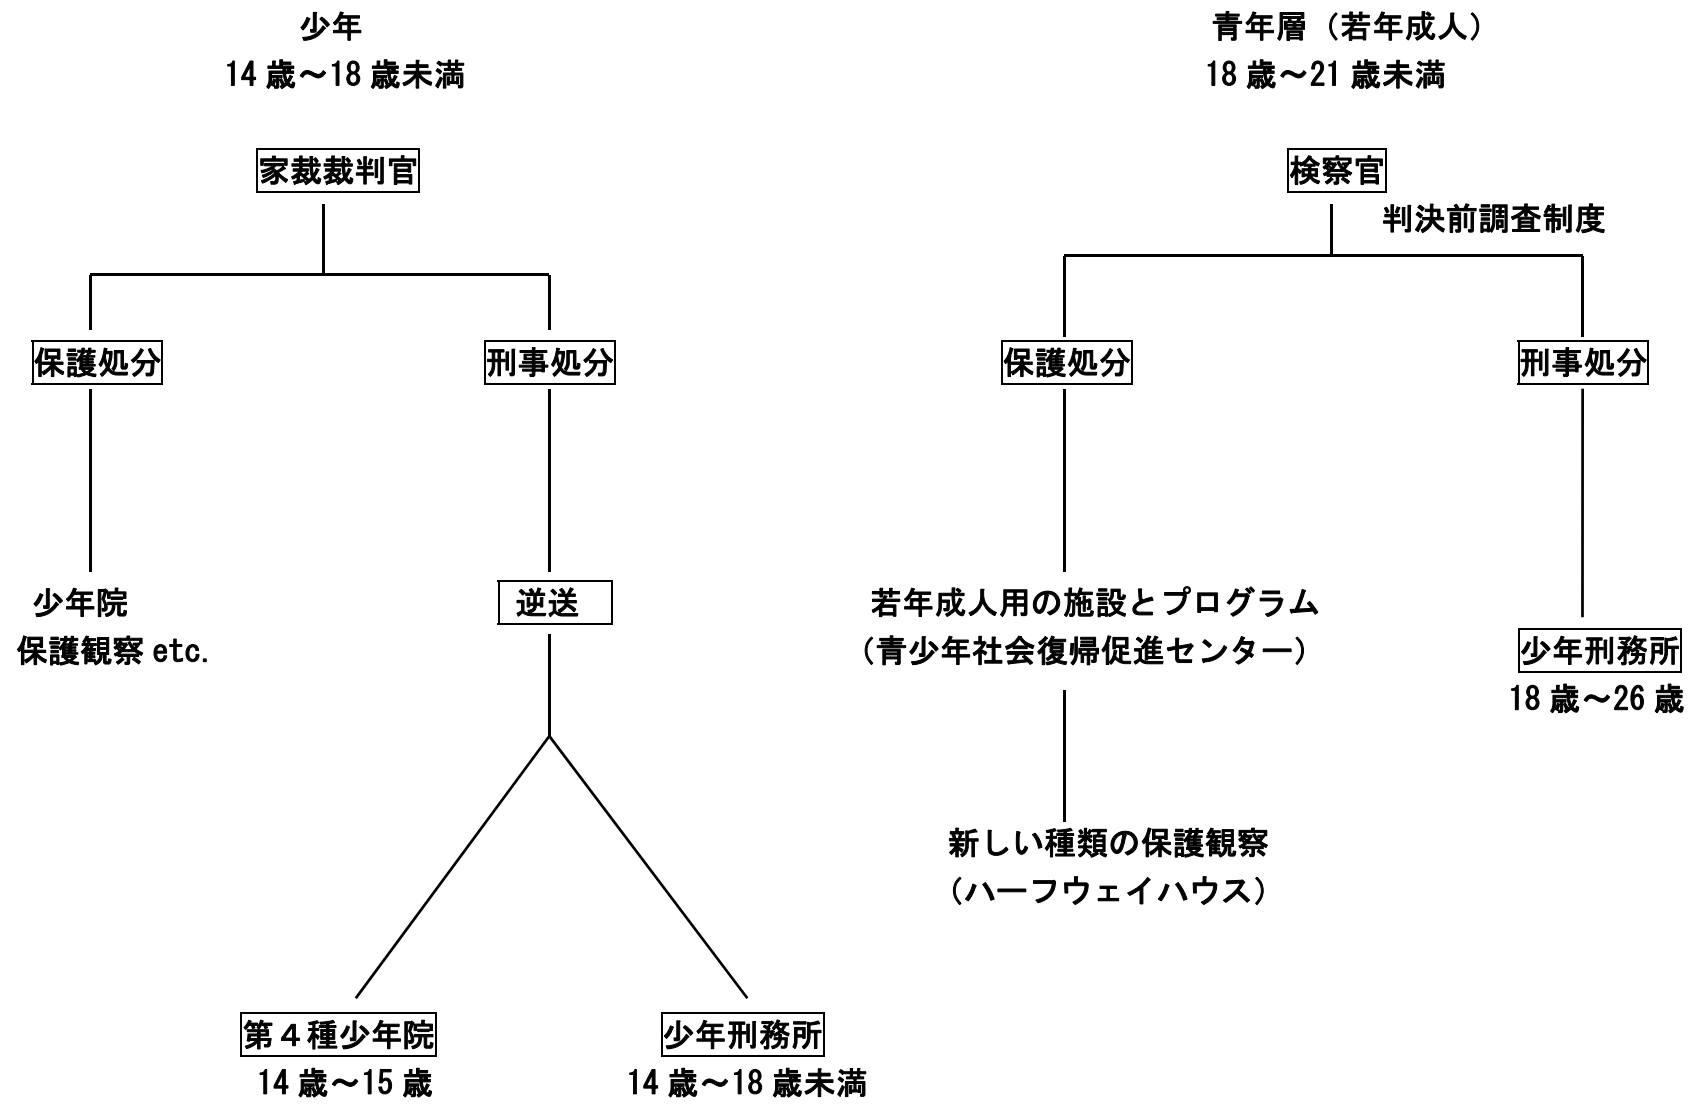 少年
14歳～18歳未満
家裁裁判官
保護処分
刑事処分
少年院
保護観察etc.
逆送
第４種少年院
14歳～15歳
少年刑務所
14歳～18歳未満
青年層（若年成人）
18歳～21歳未満
検察官
判決前調査制度
保護処分
刑事処分
若年成人用の施設とプログラム
（青少年社会復帰促進センター）
少年刑務所
18歳～26歳
新しい種類の保護観察
（ハーフウェイハウス）